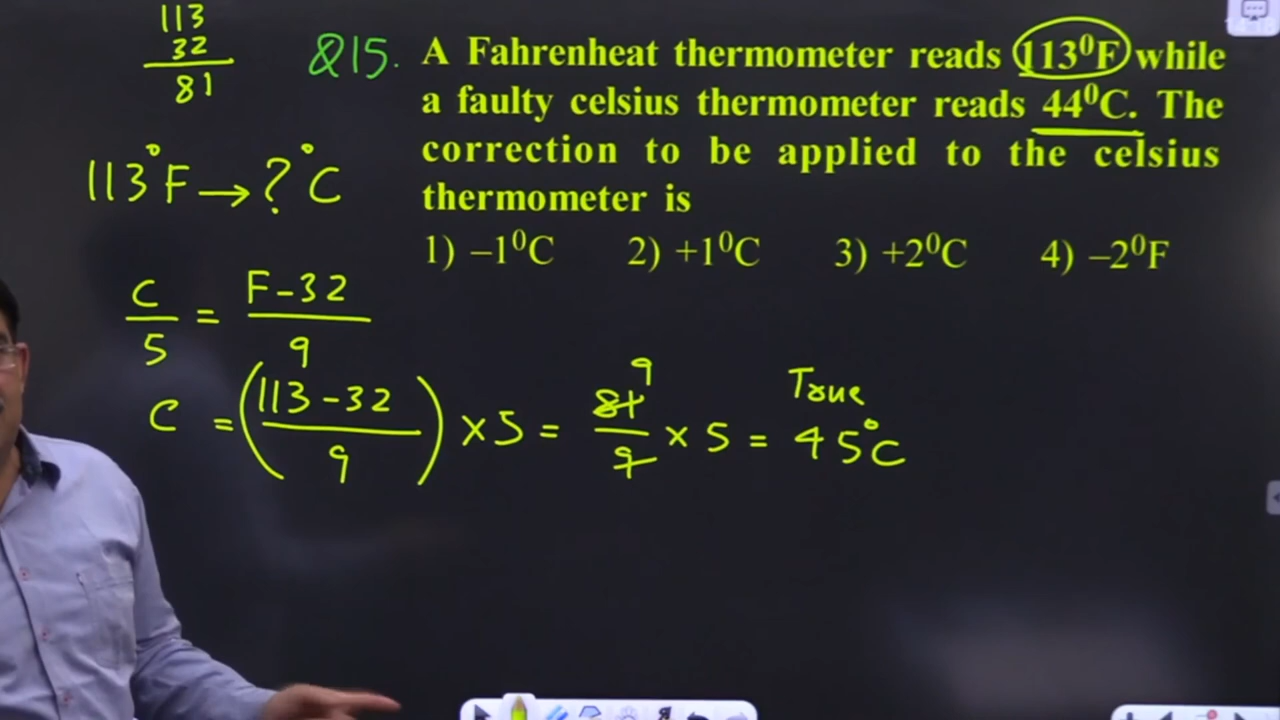 113
32
81
Q15. A Fahrenheit thermometer reads 113⁰F while
a faulty celsius thermometer reads 44⁰C. The
correction to be applied to the celsius
thermometer is
1) –1⁰C 2) +1⁰C 3) +2⁰C 4) –2⁰F
113°F → ?°C
C/5 = F-32/9
C = (113-32/9) × 5 = 81/9 × 5 = 45°C
9
True